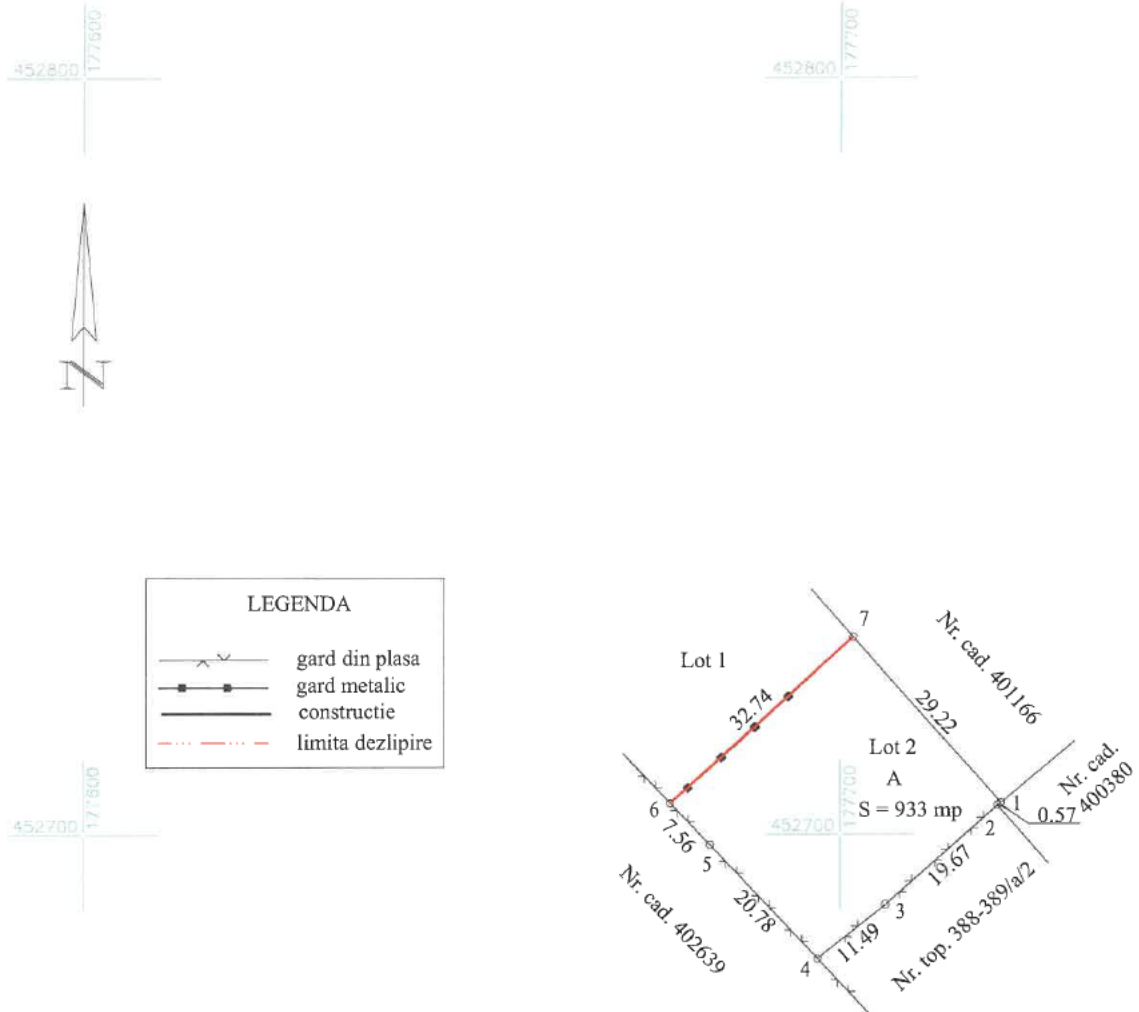 452800
177600
452800
177700
N
LEGENDA
gard din plasa
gard metalic
constructie
limita dezlipire
7
Nr. cad. 401166
Lot 1
32.74
29.22
Lot 2
A
S = 933 mp
Nr. cad.
400380
452700
177600
452700
177700
6
7.56
5
1
0.57
2
19.67
3
20.78
11.49
4
Nr. cad. 402639
Nr. top. 388-389/a/2